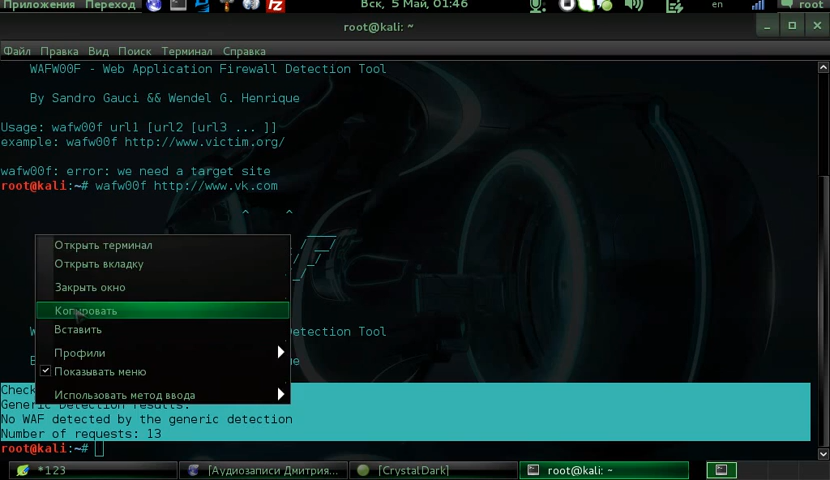 Приложения Переход Вск, 5 Май, 01:46 en root
root@kali: ~
Файл Правка Вид Поиск Терминал Справка
WAFW00F - Web Application Firewall Detection Tool
By Sandro Gauci && Wendel G. Henrique
Usage: wafw00f url1 [url2 [url3 ... ]]
example: wafw00f http://www.victim.org/
wafw00f: error: we need a target site
root@kali:~# wafw00f http://www.vk.com
^ ^
Открыть терминал
Открыть вкладку
Закрыть окно
Копировать
Вставить
Профили
Показывать меню
Использовать метод ввода
Detection Tool
Check
Generic Detection results:
No WAF detected by the generic detection
Number of requests: 13
root@kali:~#
*123 [Аудиозаписи Дмитрия... [CrystalDark] root@kali: ~